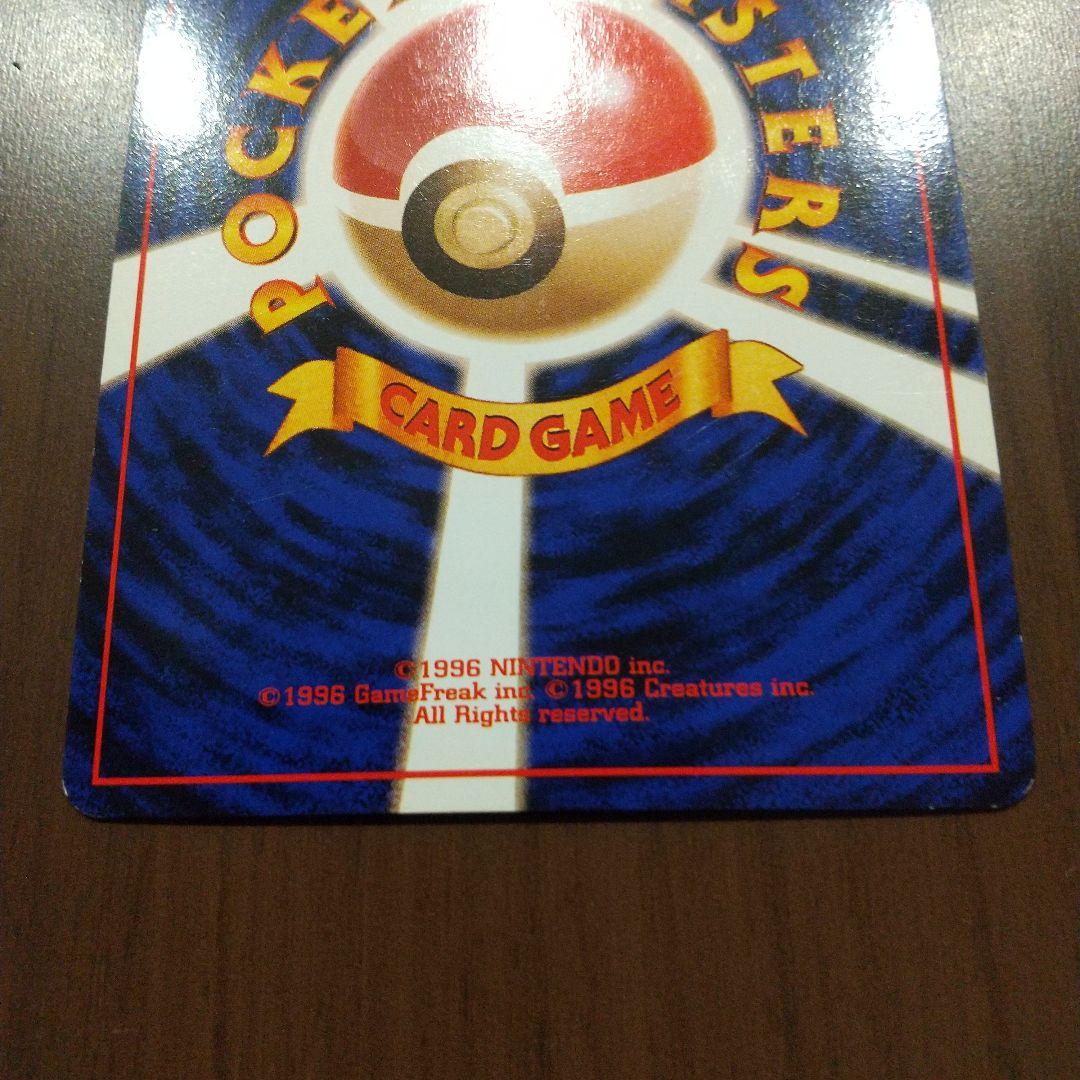 POCKE
STERS
CARD GAME
©1996 NINTENDO inc.
©1996 GameFreak inc. ©1996 Creatures inc.
All Rights reserved.